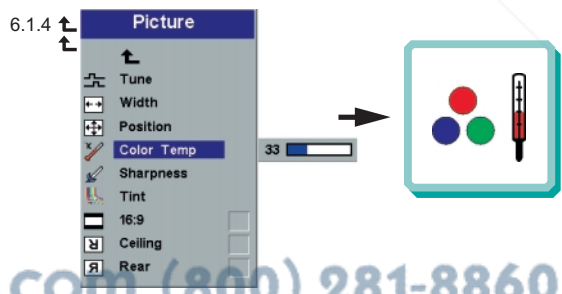 6.1.4
Picture
Tune
Width
Position
Color Temp
33
Sharpness
Tint
16:9
Ceiling
Rear
com (800) 281-8860